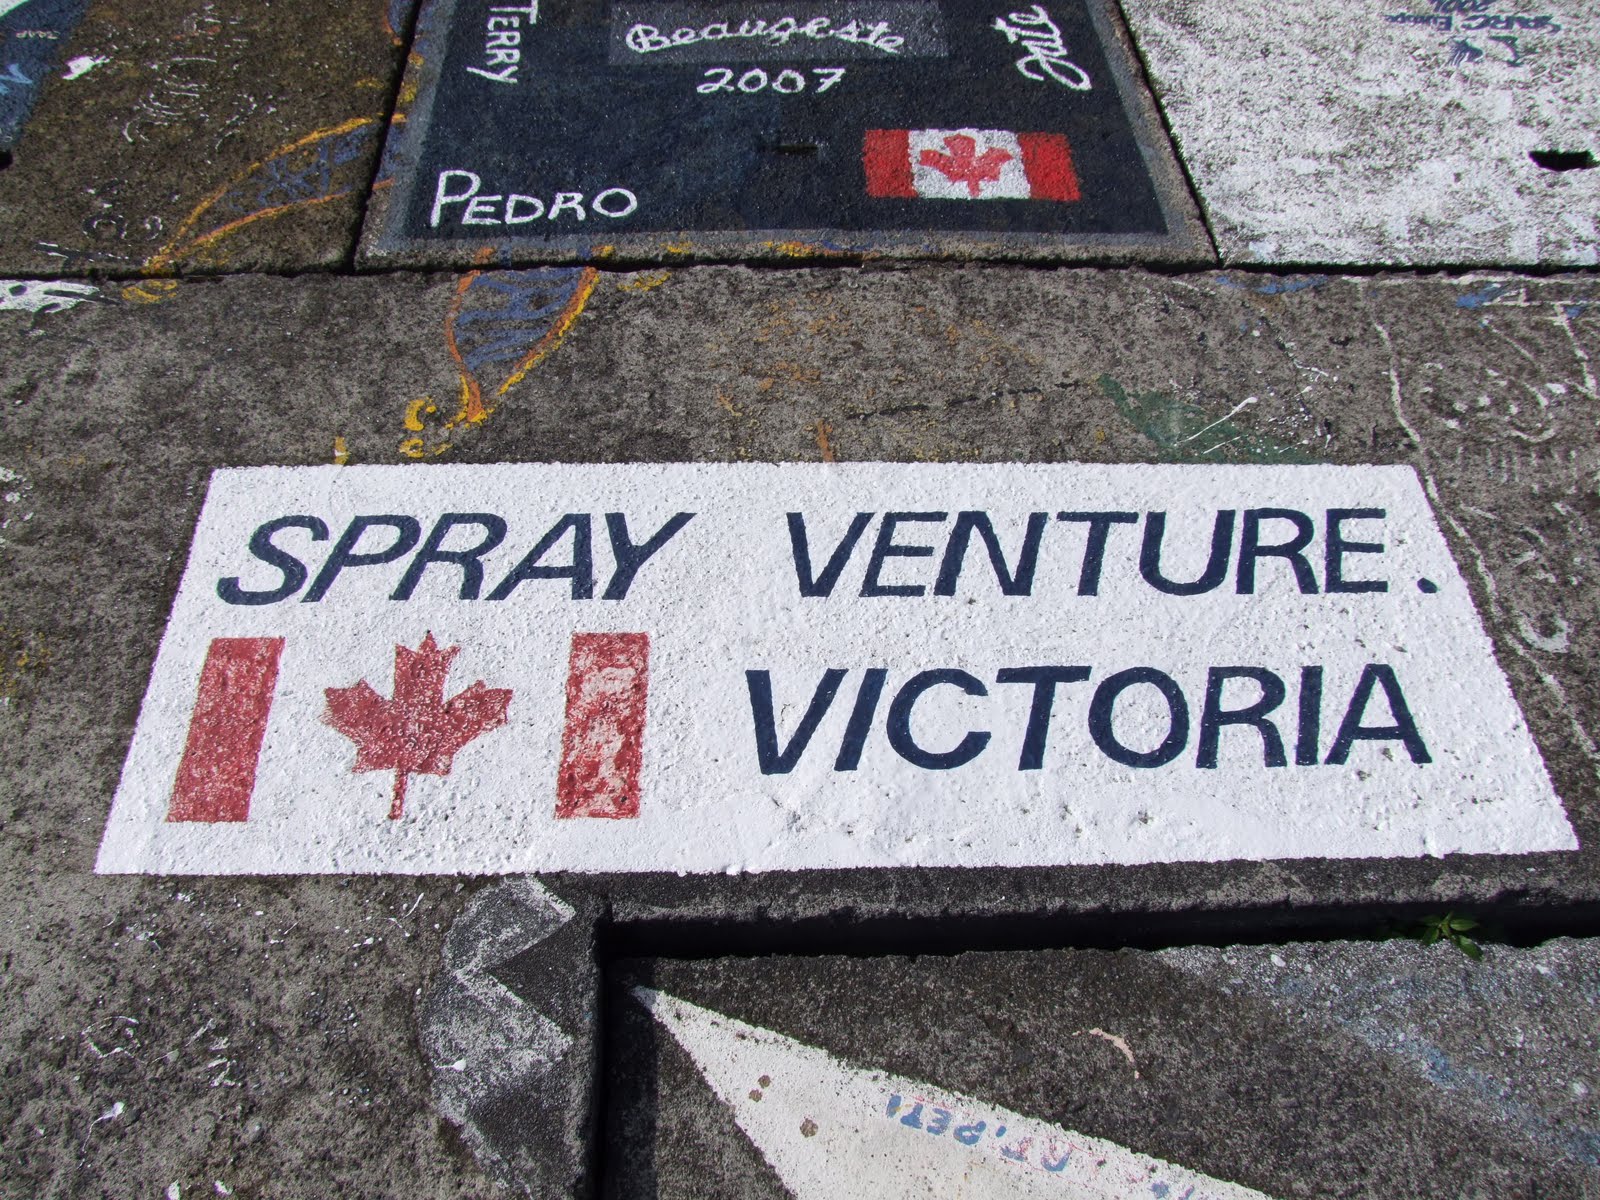 TERRY
Beaugeste
2007
PEDRO
SPRAY VENTURE.
VICTORIA